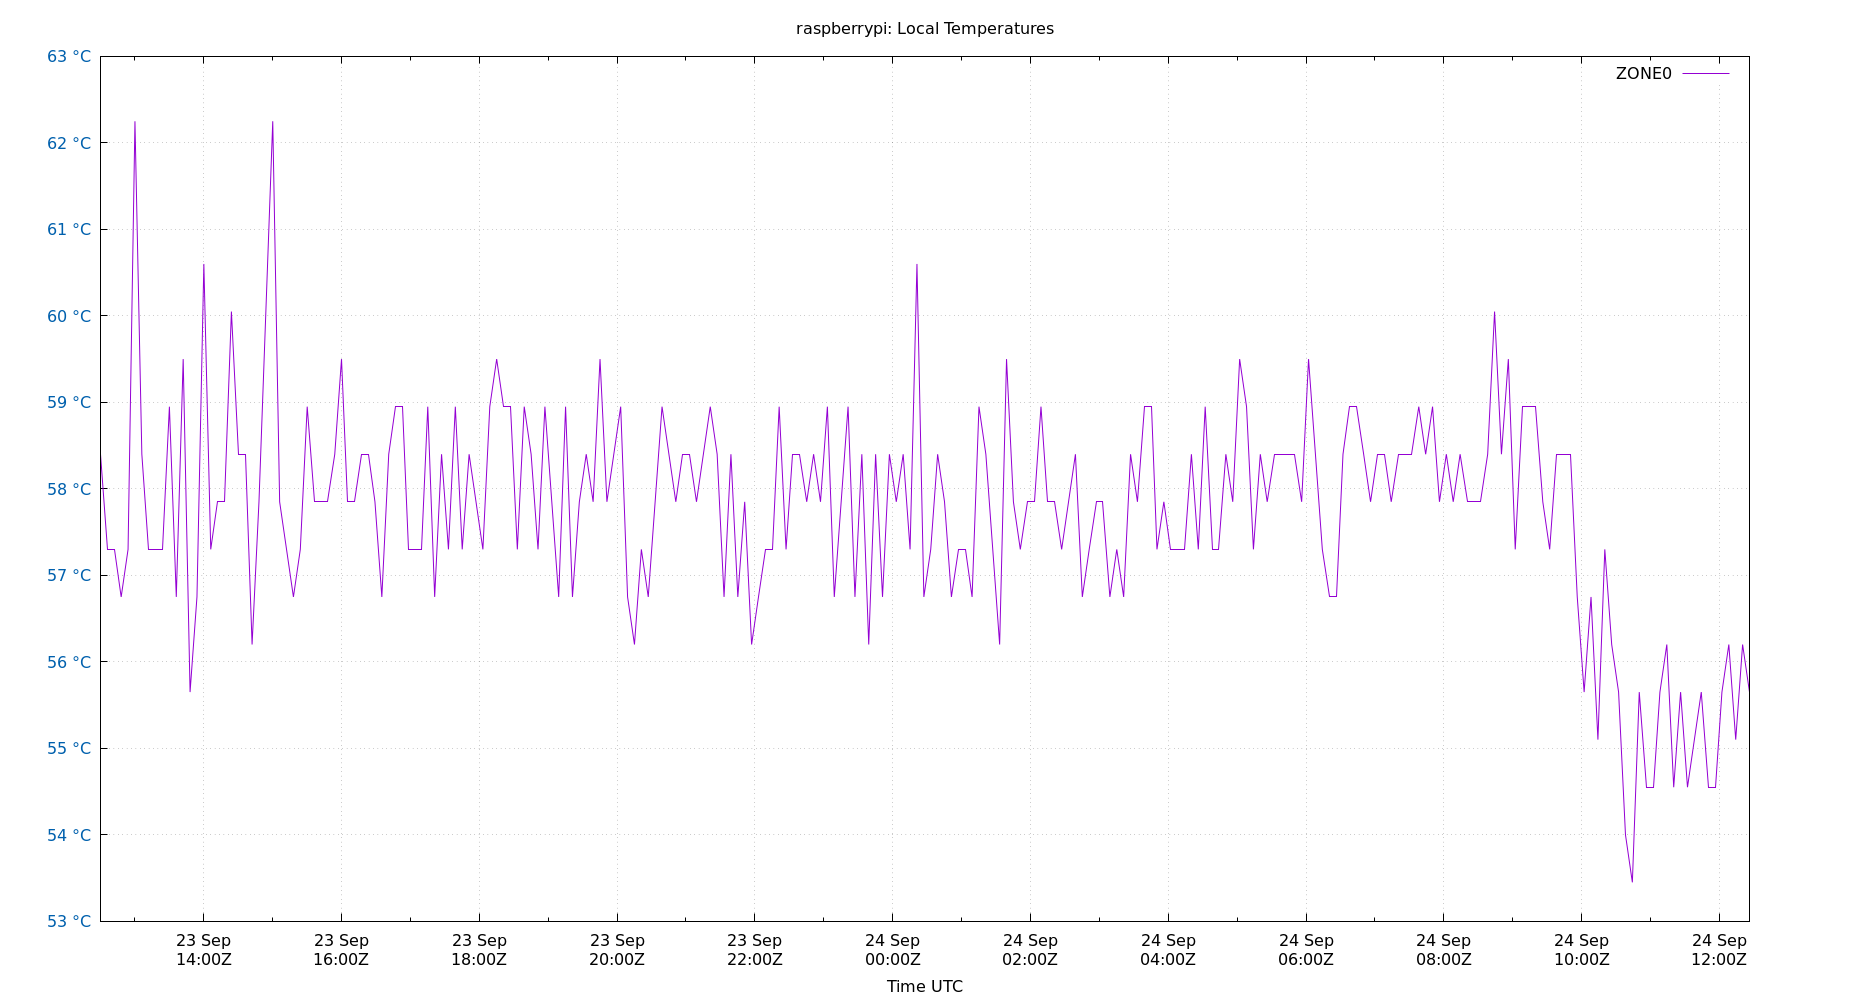 raspberrypi: Local Temperatures
63 °C
ZONE0
62 °C
61 °C
60 °C
59 °C
58 °C
57 °C
56 °C
55 °C
54 °C
53 °C
23 Sep 23 Sep 23 Sep 23 Sep 23 Sep 24 Sep 24 Sep 24 Sep 24 Sep 24 Sep 24 Sep 24 Sep
14:00Z 16:00Z 18:00Z 20:00Z 22:00Z 00:00Z 02:00Z 04:00Z 06:00Z 08:00Z 10:00Z 12:00Z
Time UTC